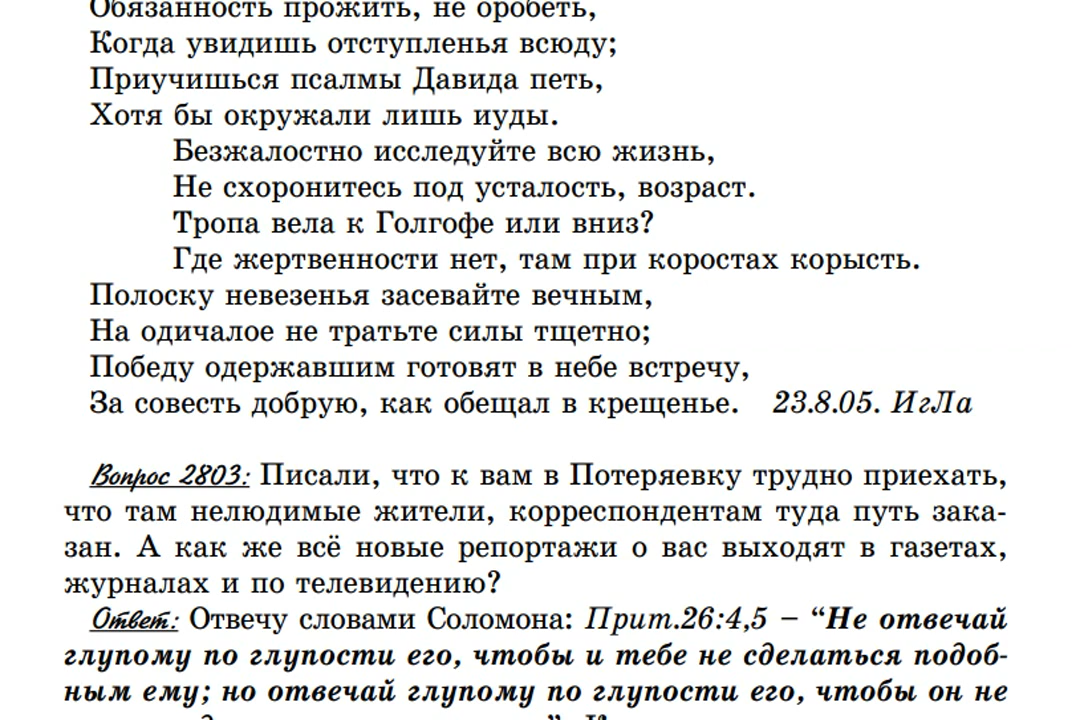 Обязанность прожить, не оробеть,
Когда увидишь отступленья всюду;
Приучишься псалмы Давида петь,
Хотя бы окружали лишь иуды.
Безжалостно исследуйте всю жизнь,
Не схоронитесь под усталость, возраст.
Тропа вела к Голгофе или вниз?
Где жертвенности нет, там при коростах корысть.
Полоску невезенья засевайте вечным,
На одичалое не тратьте силы тщетно;
Победу одержавшим готовят в небе встречу,
За совесть добрую, как обещал в крещенье. 23.8.05. ИгЛа
Вопрос 2803: Писали, что к вам в Потеряевку трудно приехать,
что там нелюдимые жители, корреспондентам туда путь зака-
зан. А как же всё новые репортажи о вас выходят в газетах,
журналах и по телевидению?
Ответ: Отвечу словами Соломона: Прит.26:4,5 – “Не отвечай
глупому по глупости его, чтобы и тебе не сделаться подоб-
ным ему; но отвечай глупому по глупости его, чтобы он не